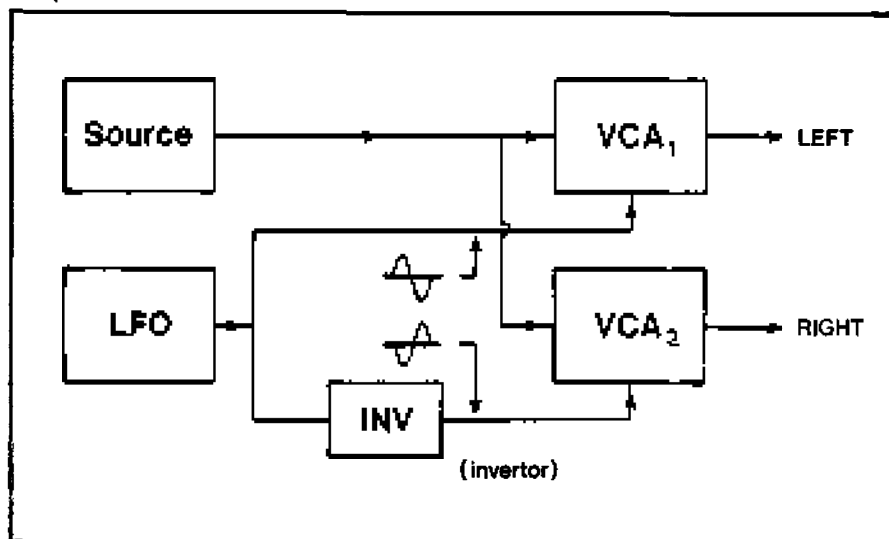 Source
VCA₁
LEFT
LFO
VCA₂
RIGHT
INV
(invertor)